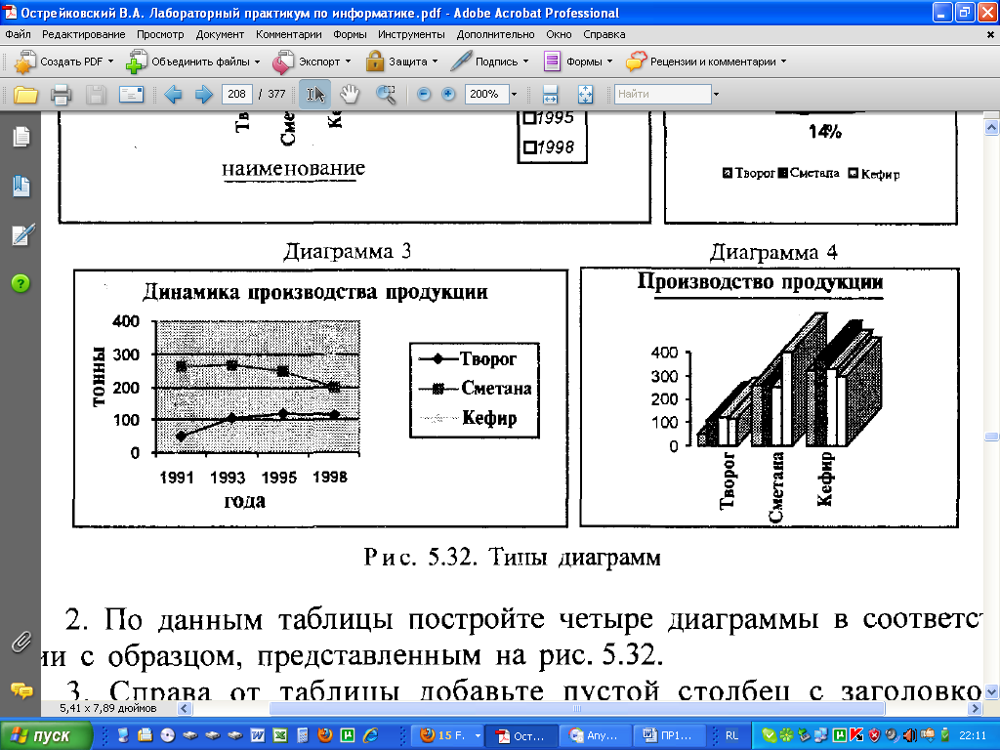 Острейковский В.А. Лабораторный практикум по информатике.pdf - Adobe Acrobat Professional
Файл Редактирование Просмотр Документ Комментарии Формы Инструменты Дополнительно Окно Справка
Создать PDF Объединить файлы Экспорт Защита Подпись Формы Рецензии и комментарии
208 / 377 200% Найти
1995
1998
наименование
14%
Творог Сметана Кефир
Диаграмма 3
Диаграмма 4
Динамика производства продукции
400
300
200
100
0
тонны
1991 1993 1995 1998
года
Творог
Сметана
Кефир
Производство продукции
400
300
200
100
0
Творог
Сметана
Кефир
Рис. 5.32. Типы диаграмм
2. По данным таблицы постройте четыре диаграммы в соответс
ии с образцом, представленным на рис. 5.32.
3. Справа от таблицы добавьте пустой столбец с заголовко
5,41 x 7,89 дюймов
пуск 15 F. Ост... Any... ПР1... RL 22:11